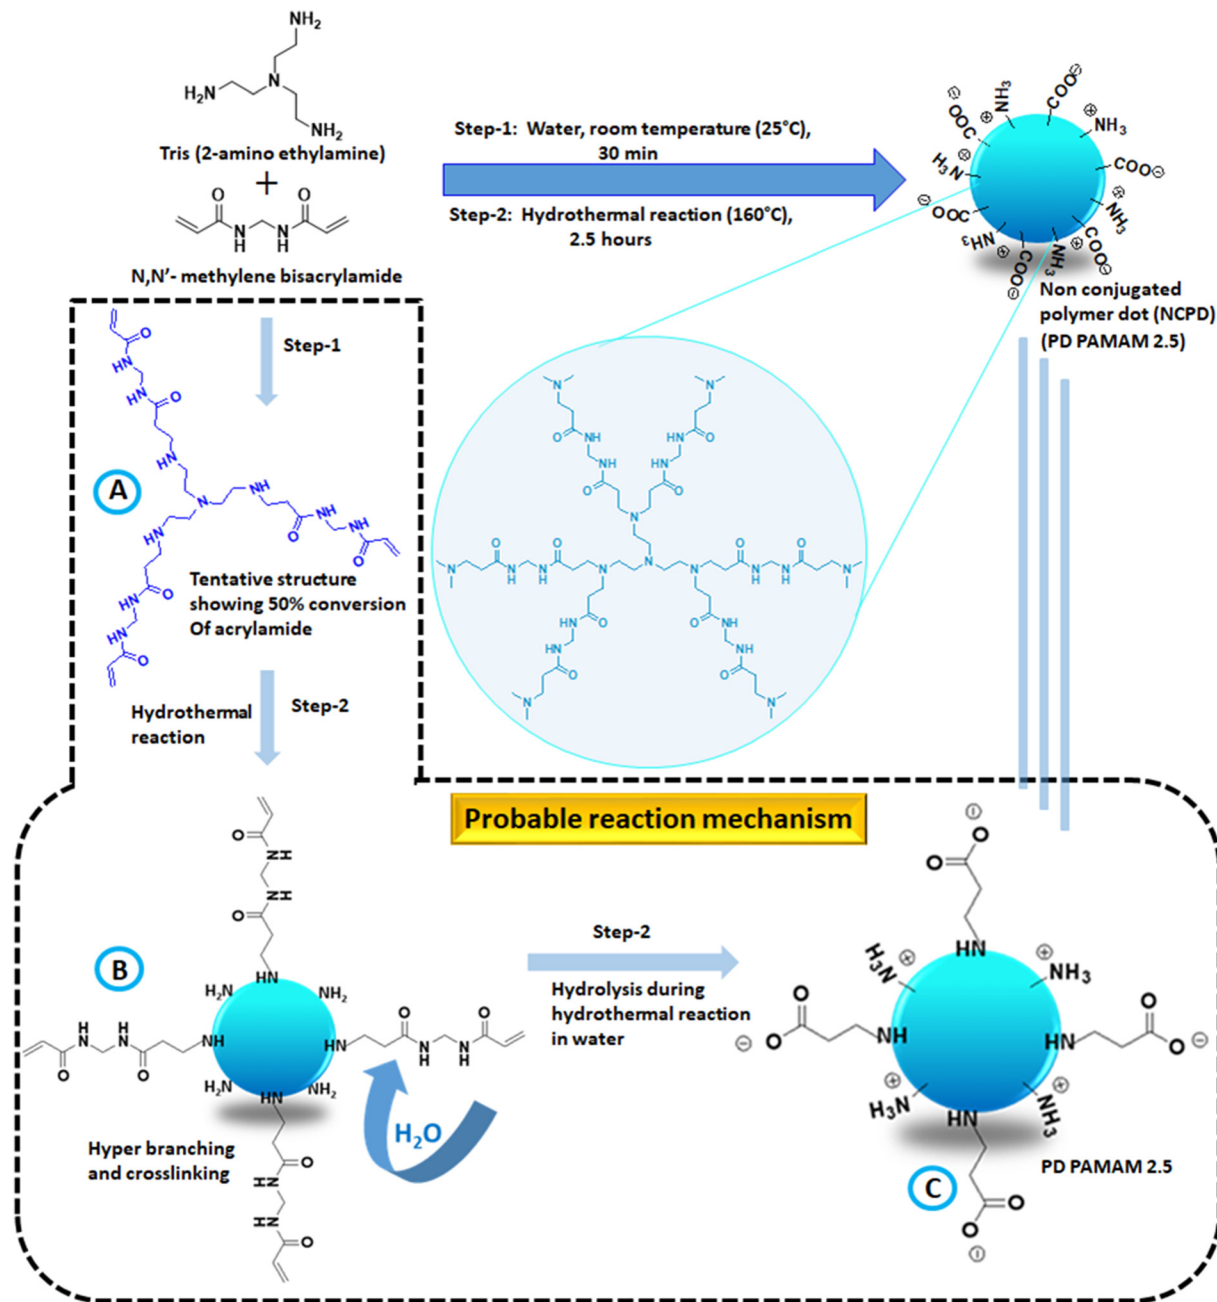 NH2
H2N
N
NH2
Tris (2-amino ethylamine)
+
O
O
N
H
N
H
N,N'- methylene bisacrylamide
Step-1: Water, room temperature (25°C),
30 min
Step-2: Hydrothermal reaction (160°C),
2.5 hours
Non conjugated
polymer dot (NCPD)
(PD PAMAM 2.5)
Step-1
A
Tentative structure
showing 50% conversion
Of acrylamide
Hydrothermal
reaction
Step-2
Probable reaction mechanism
B
Step-2
Hydrolysis during
hydrothermal reaction
in water
H2O
Hyper branching
and crosslinking
C
PD PAMAM 2.5